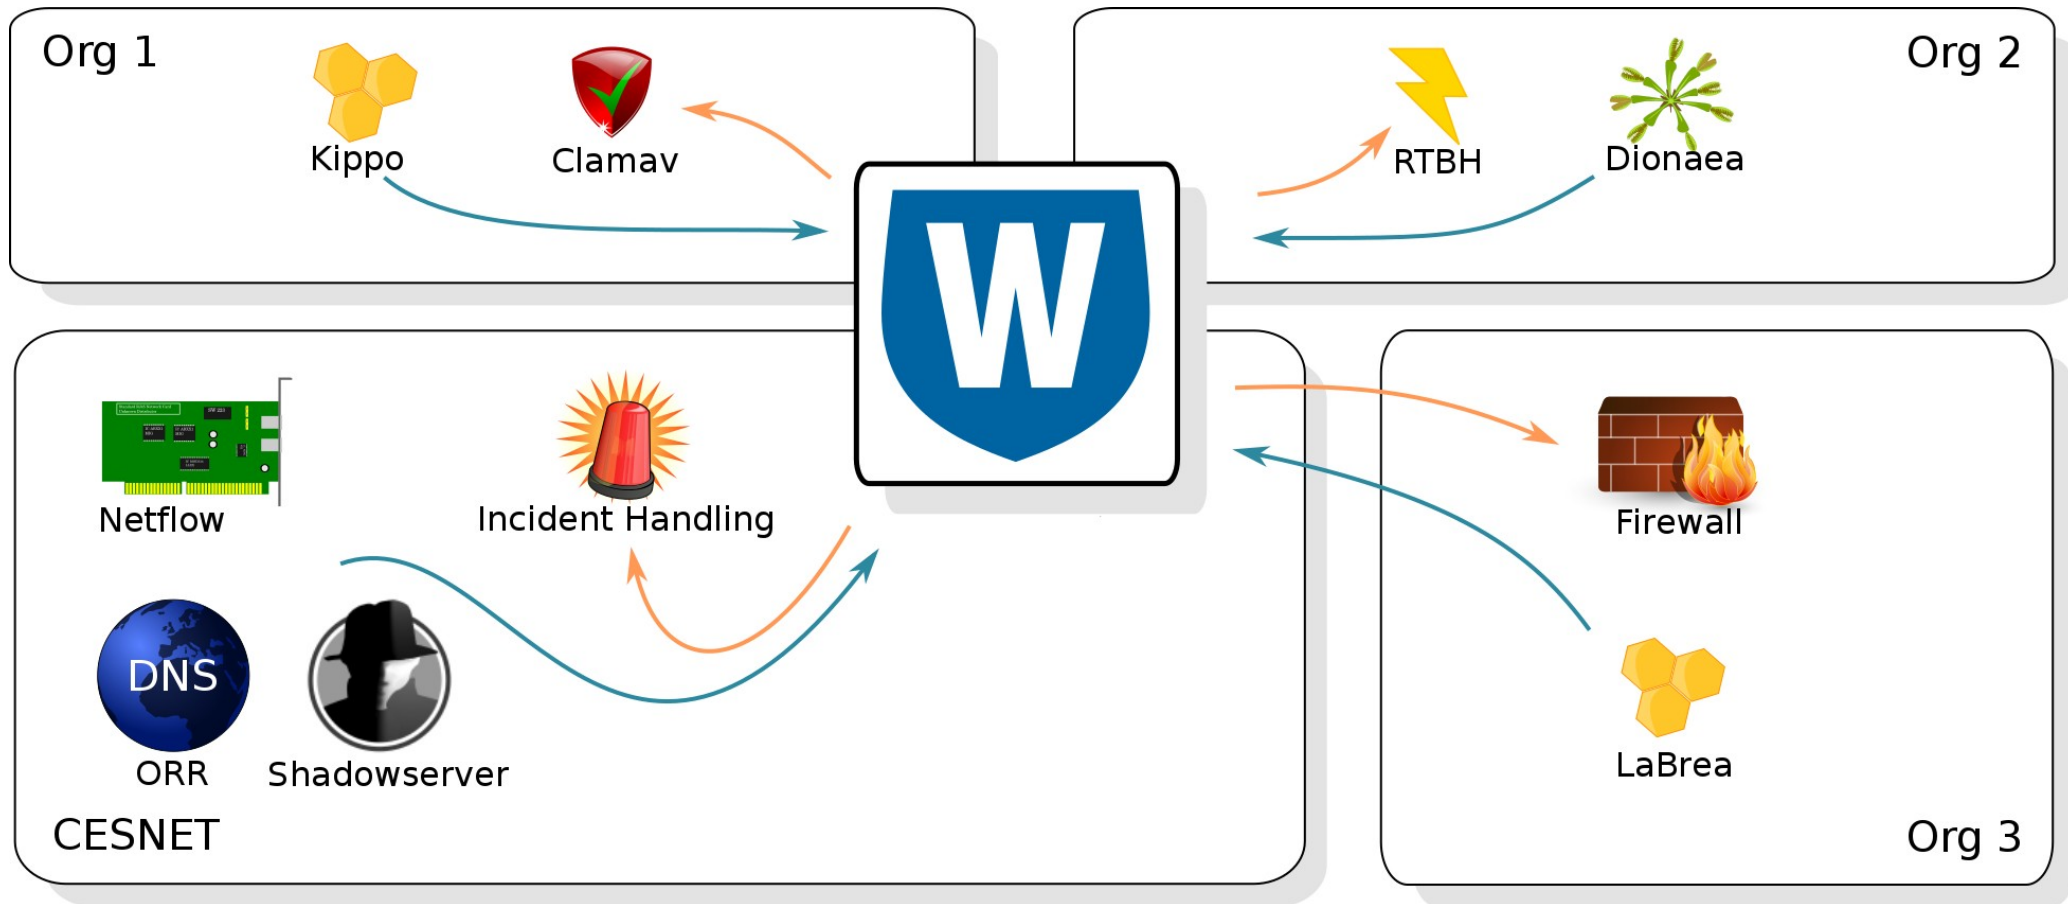 Org 1
Kippo
Clamav
Org 2
RTBH
Dionaea
W
Netflow
Incident Handling
DNS
ORR
Shadowserver
CESNET
Firewall
LaBrea
Org 3